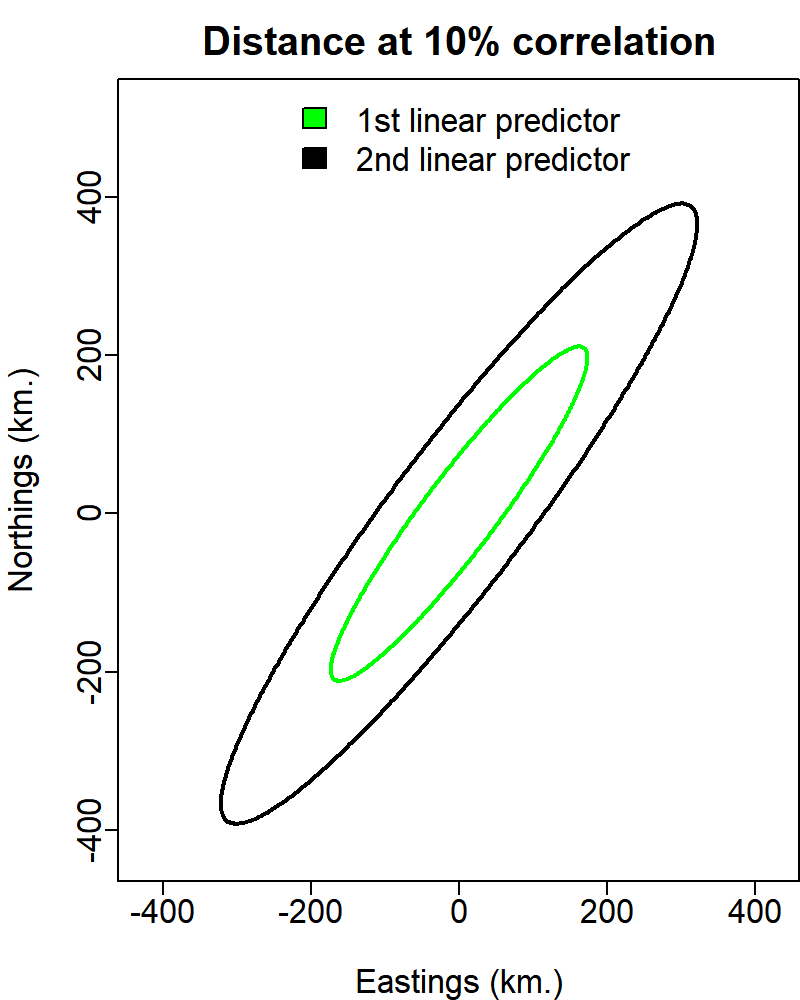 Distance at 10% correlation
1st linear predictor
2nd linear predictor
Northings (km.)
400
200
0
-200
-400
-400 -200 0 200 400
Eastings (km.)